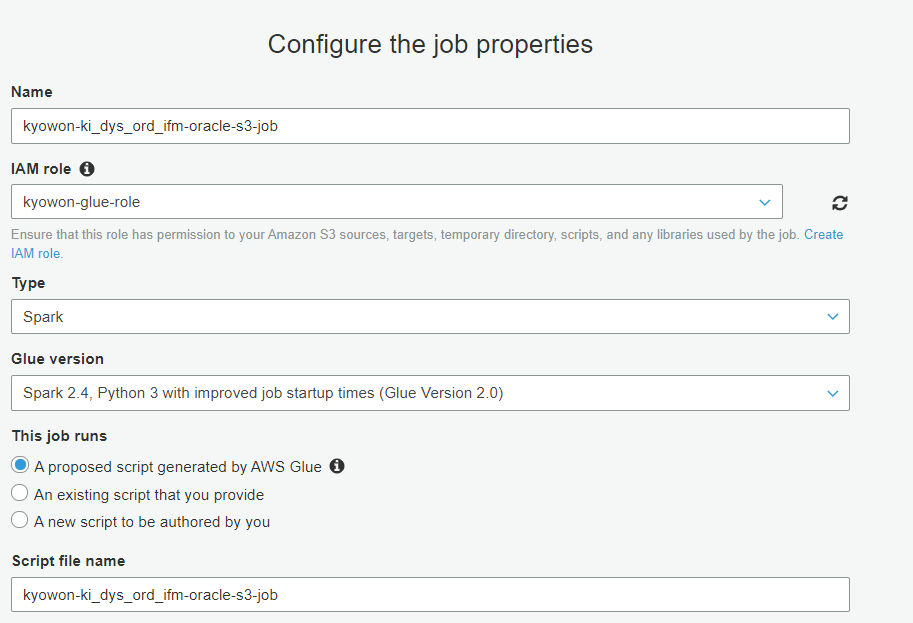 Configure the job properties
Name
kyowon-ki_dys_ord_ifm-oracle-s3-job
IAM role
kyowon-glue-role
Ensure that this role has permission to your Amazon S3 sources, targets, temporary directory, scripts, and any libraries used by the job. Create
IAM role.
Type
Spark
Glue version
Spark 2.4, Python 3 with improved job startup times (Glue Version 2.0)
This job runs
A proposed script generated by AWS Glue
An existing script that you provide
A new script to be authored by you
Script file name
kyowon-ki_dys_ord_ifm-oracle-s3-job